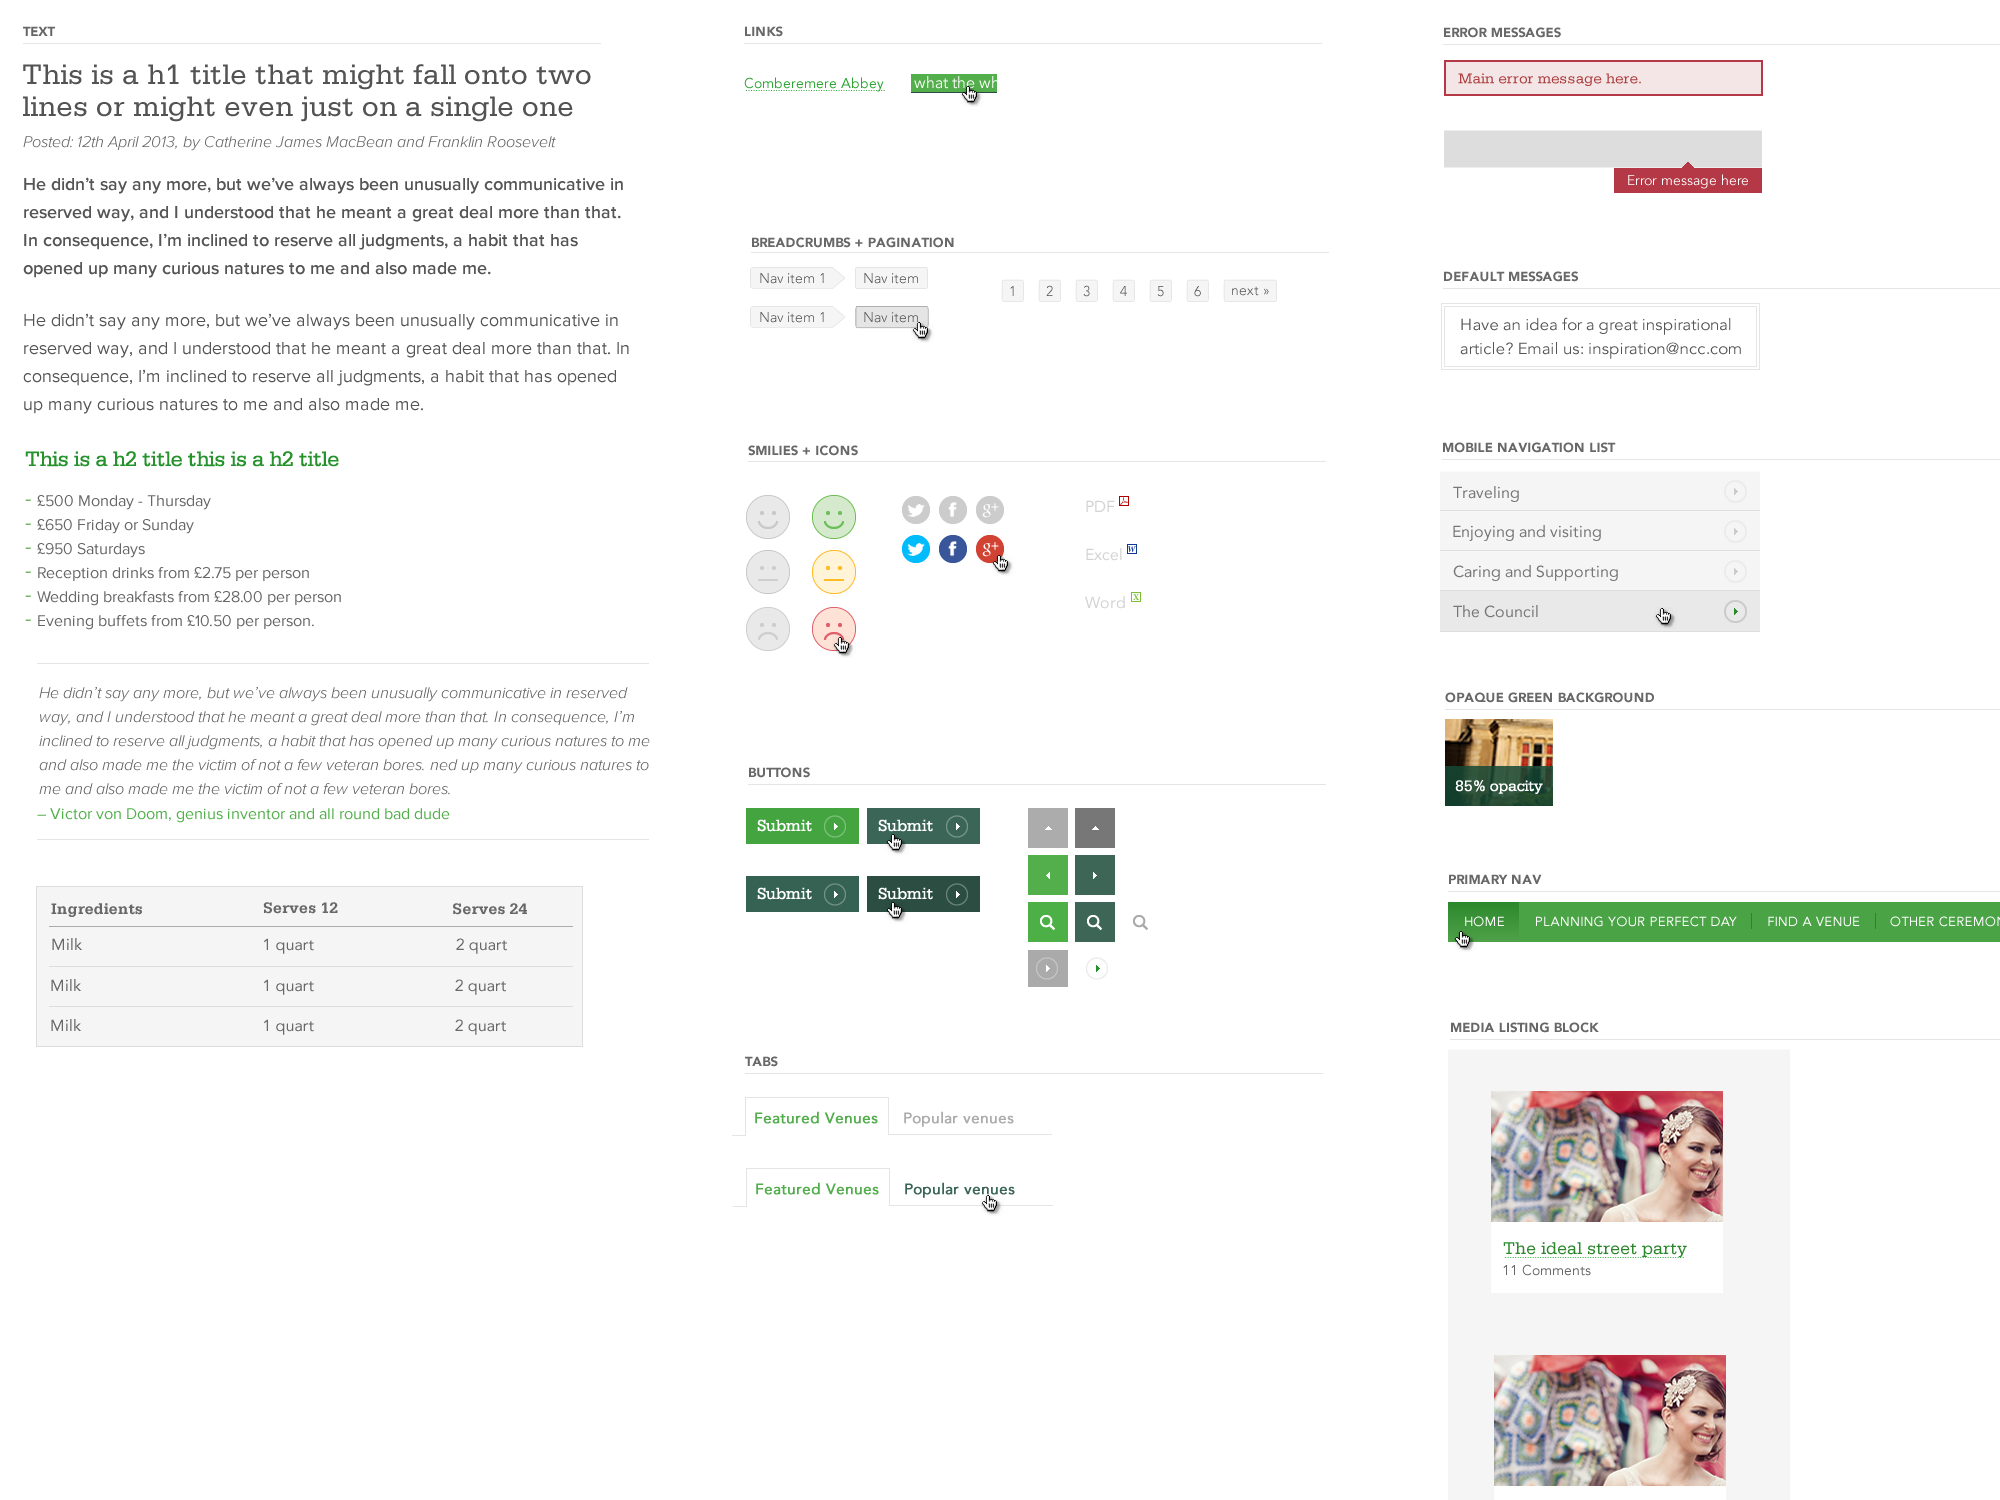 TEXT
This is a h1 title that might fall onto two
lines or might even just on a single one
Posted: 12th April 2013, by Catherine James MacBean and Franklin Roosevelt
He didn't say any more, but we've always been unusually communicative in
reserved way, and I understood that he meant a great deal more than that.
In consequence, I'm inclined to reserve all judgments, a habit that has
opened up many curious natures to me and also made me.
He didn't say any more, but we've always been unusually communicative in
reserved way, and I understood that he meant a great deal more than that. In
consequence, I'm inclined to reserve all judgments, a habit that has opened
up many curious natures to me and also made me.
This is a h2 title this is a h2 title
- £500 Monday - Thursday
- £650 Friday or Sunday
- £950 Saturdays
- Reception drinks from £2.75 per person
- Wedding breakfasts from £28.00 per person
- Evening buffets from £10.50 per person.
He didn't say any more, but we've always been unusually communicative in reserved
way, and I understood that he meant a great deal more than that. In consequence, I'm
inclined to reserve all judgments, a habit that has opened up many curious natures to me
and also made me the victim of not a few veteran bores. ned up many curious natures to
me and also made me the victim of not a few veteran bores.
– Victor von Doom, genius inventor and all round bad dude
Ingredients Serves 12 Serves 24
Milk 1 quart 2 quart
Milk 1 quart 2 quart
Milk 1 quart 2 quart
LINKS
Comberemere Abbey what the wh
BREADCRUMBS + PAGINATION
Nav item 1 Nav item
1 2 3 4 5 6 next »
Nav item 1 Nav item
SMILIES + ICONS
f g+
f g+
PDF
Excel W
Word X
BUTTONS
Submit Submit
Submit Submit
TABS
Featured Venues Popular venues
Featured Venues Popular venues
ERROR MESSAGES
Main error message here.
Error message here
DEFAULT MESSAGES
Have an idea for a great inspirational
article? Email us: inspiration@ncc.com
MOBILE NAVIGATION LIST
Traveling
Enjoying and visiting
Caring and Supporting
The Council
OPAQUE GREEN BACKGROUND
85% opacity
PRIMARY NAV
HOME PLANNING YOUR PERFECT DAY FIND A VENUE OTHER CEREMON
MEDIA LISTING BLOCK
The ideal street party
11 Comments